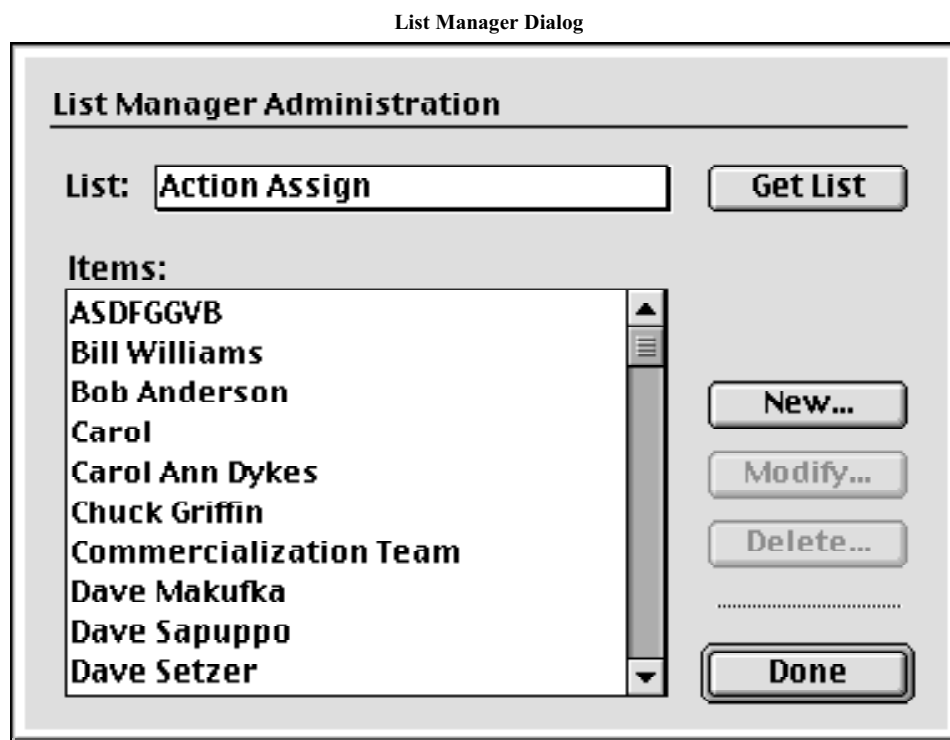 List Manager Dialog
List Manager Administration
List: Action Assign Get List
Items:
ASDFGGVB
Bill Williams
Bob Anderson
Carol
Carol Ann Dykes
Chuck Griffin
Commercialization Team
Dave Makufka
Dave Sapuppo
Dave Setzer
New...
Modify...
Delete...
Done